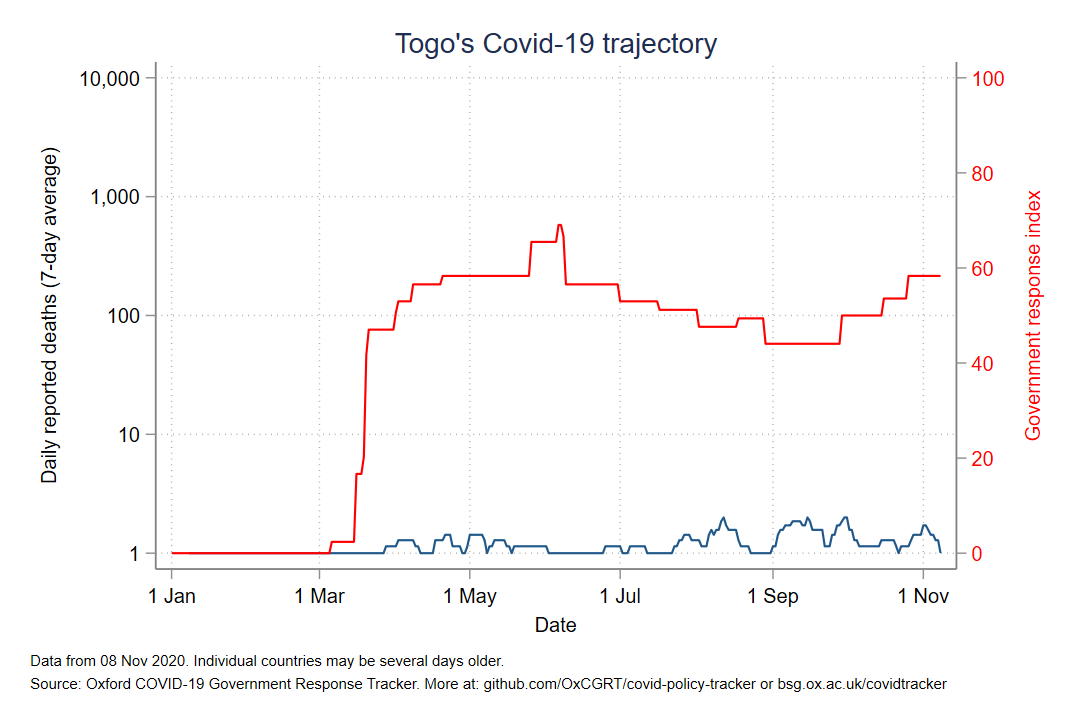 Togo's Covid-19 trajectory
10,000
1,000
100
10
1
Daily reported deaths (7-day average)
100
80
60
40
20
0
Government response index
1 Jan
1 Mar
1 May
1 Jul
1 Sep
1 Nov
Date
Data from 08 Nov 2020. Individual countries may be several days older.
Source: Oxford COVID-19 Government Response Tracker. More at: github.com/OxCGRT/covid-policy-tracker or bsg.ox.ac.uk/covidtracker